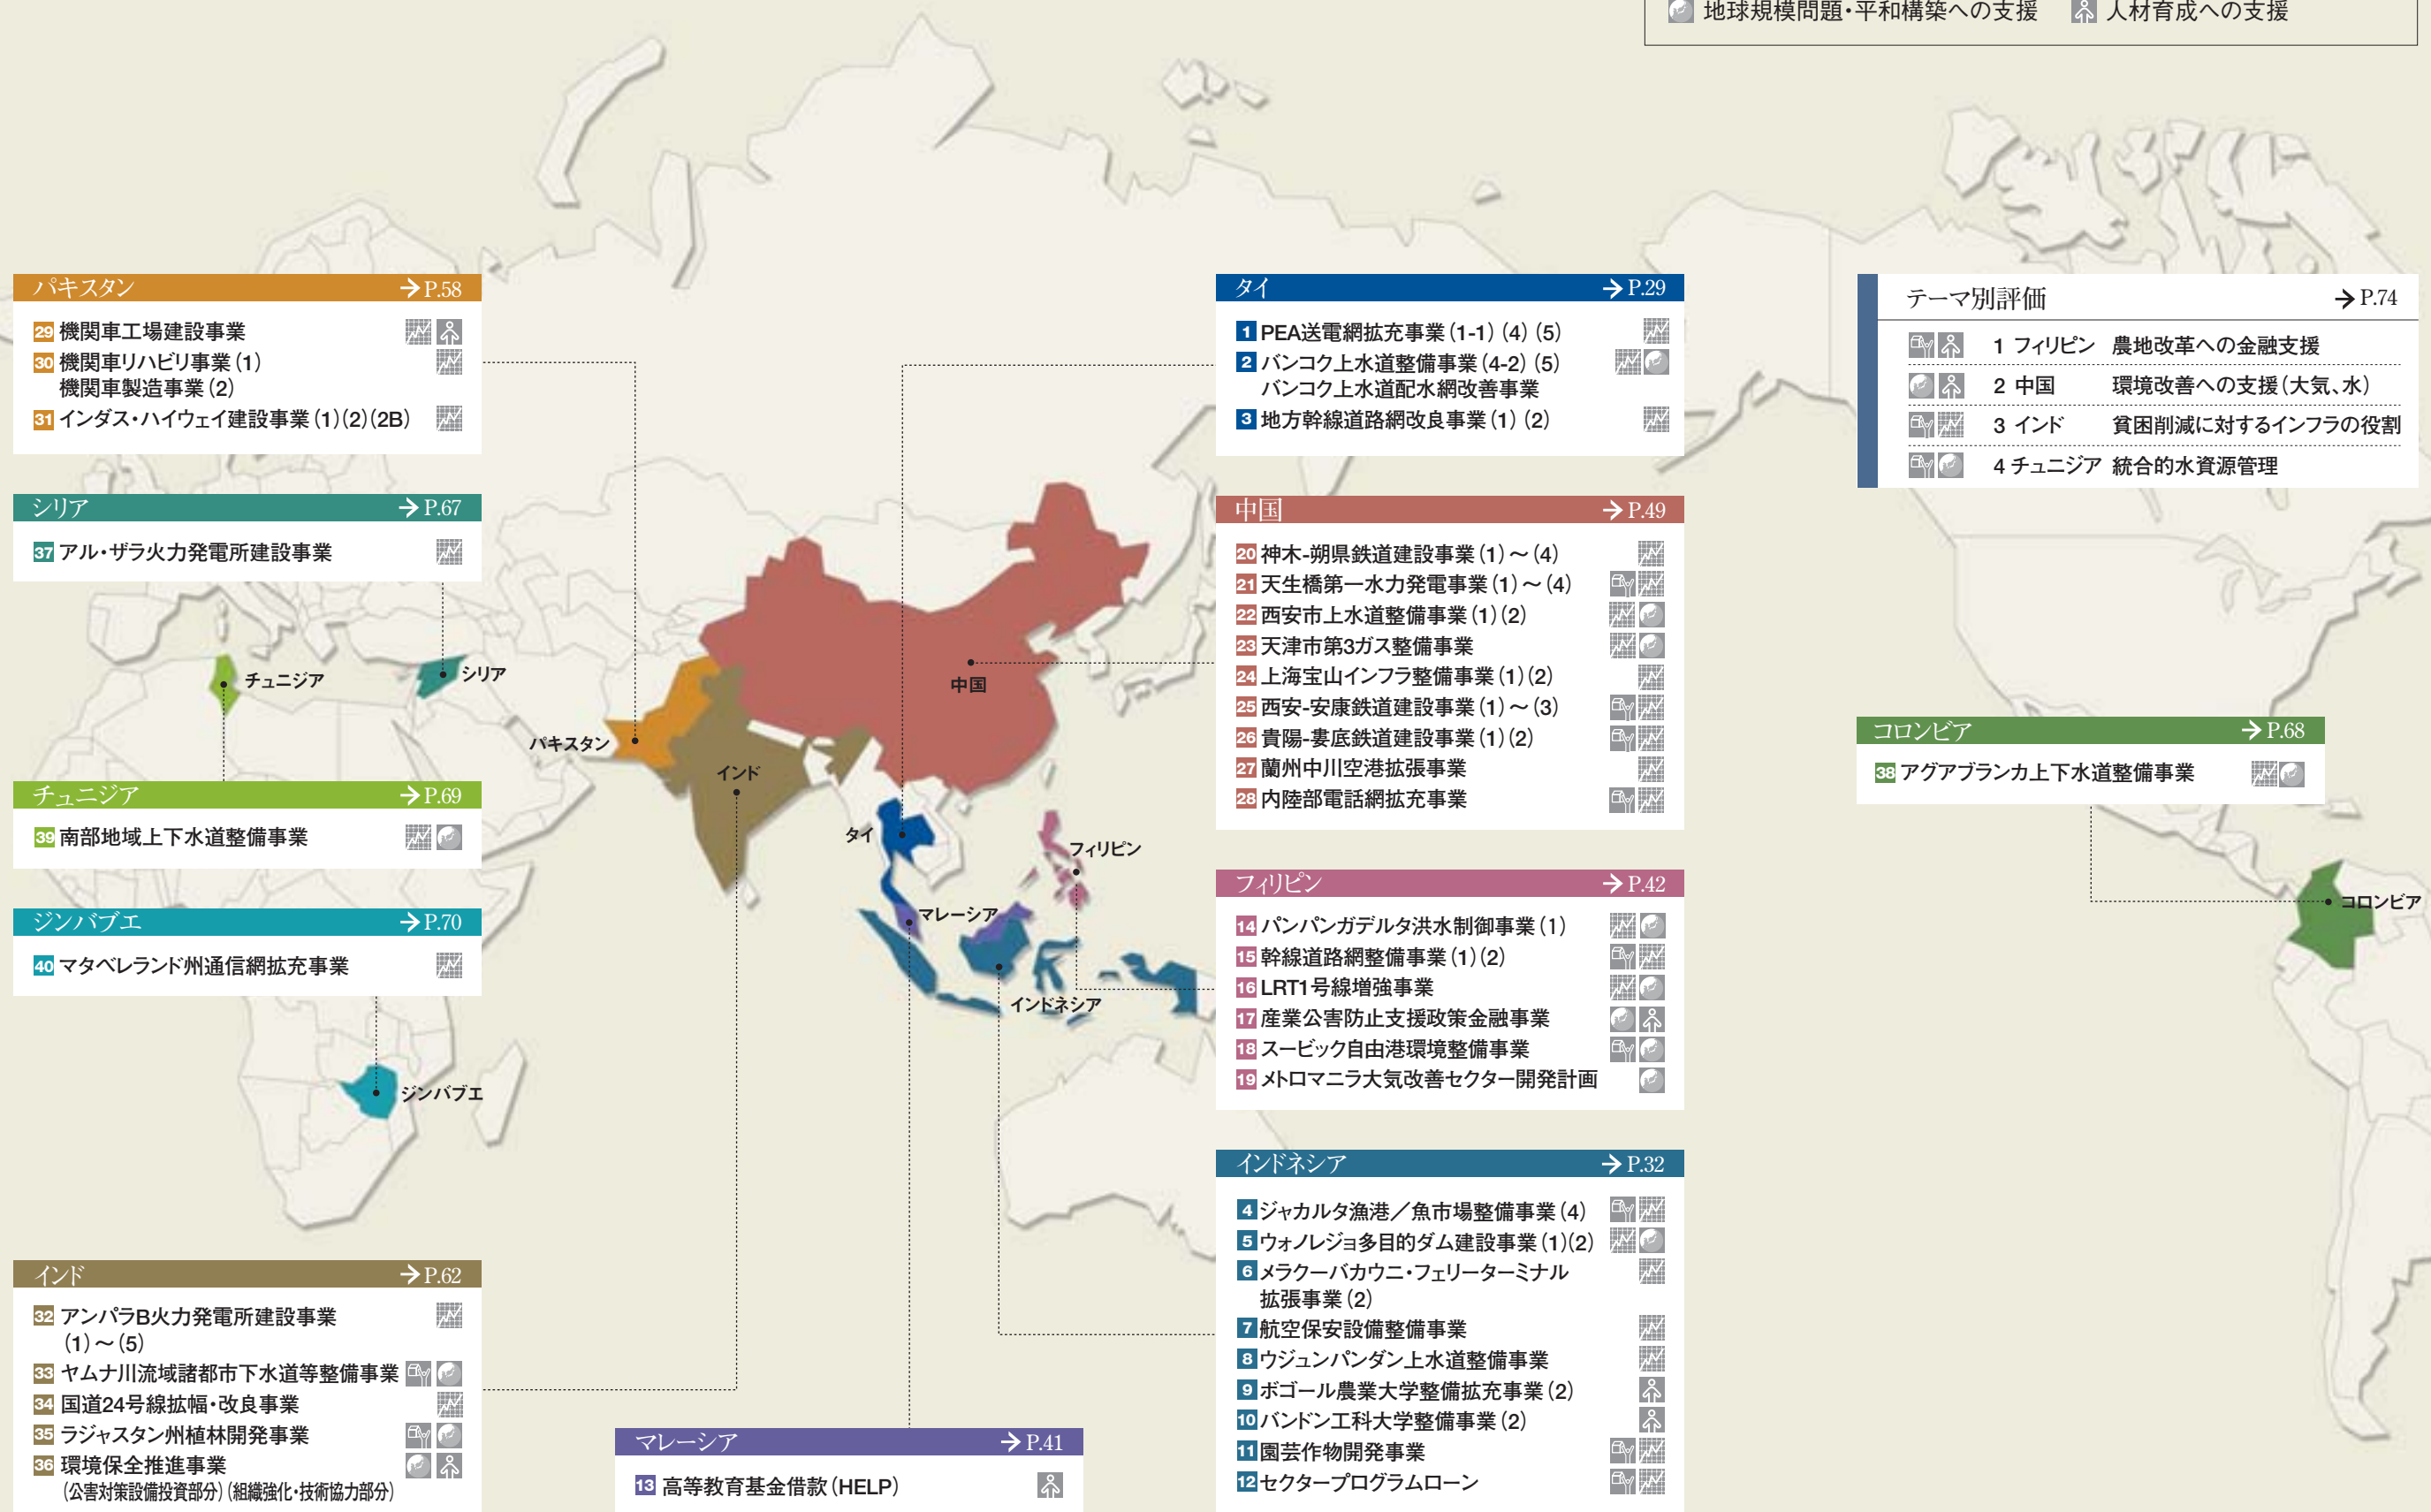 地球規模問題・平和構築への支援 人材育成への支援
パキスタン →P.58
29 機関車工場建設事業
30 機関車リハビリ事業(1)
機関車製造事業(2)
31 インダス・ハイウェイ建設事業(1)(2)(2B)
シリア →P.67
37 アル・ザラ火力発電所建設事業
チュニジア →P.69
39 南部地域上下水道整備事業
ジンバブエ →P.70
40 マタベレランド州通信網拡充事業
インド →P.62
32 アンパラB火力発電所建設事業
(1)～(5)
33 ヤムナ川流域諸都市下水道等整備事業
34 国道24号線拡幅・改良事業
35 ラジャスタン州植林開発事業
36 環境保全推進事業
(公害対策設備投資部分)(組織強化・技術協力部分)
マレーシア →P.41
13 高等教育基金借款(HELP)
タイ →P.29
1 PEA送電網拡充事業(1-1)(4)(5)
2 バンコク上水道整備事業(4-2)(5)
バンコク上水道配水網改善事業
3 地方幹線道路網改良事業(1)(2)
中国 →P.49
20 神木-朔県鉄道建設事業(1)～(4)
21 天生橋第一水力発電事業(1)～(4)
22 西安市上水道整備事業(1)(2)
23 天津市第3ガス整備事業
24 上海宝山インフラ整備事業(1)(2)
25 西安-安康鉄道建設事業(1)～(3)
26 貴陽-婁底鉄道建設事業(1)(2)
27 蘭州中川空港拡張事業
28 内陸部電話網拡充事業
フィリピン →P.42
14 パンパンガデルタ洪水制御事業(1)
15 幹線道路網整備事業(1)(2)
16 LRT1号線増強事業
17 産業公害防止支援政策金融事業
18 スービック自由港環境整備事業
19 メトロマニラ大気改善セクター開発計画
インドネシア →P.32
4 ジャカルタ漁港／魚市場整備事業(4)
5 ウォノレジョ多目的ダム建設事業(1)(2)
6 メラクーバカウニ・フェリーターミナル
拡張事業(2)
7 航空保安設備整備事業
8 ウジュンパンダン上水道整備事業
9 ボゴール農業大学整備拡充事業(2)
10 バンドン工科大学整備事業(2)
11 園芸作物開発事業
12 セクタープログラムローン
テーマ別評価 →P.74
1 フィリピン 農地改革への金融支援
2 中国 環境改善への支援(大気、水)
3 インド 貧困削減に対するインフラの役割
4 チュニジア 統合的水資源管理
コロンビア →P.68
38 アグアブランカ上下水道整備事業
チュニジア
シリア
パキスタン
インド
中国
タイ
フィリピン
マレーシア
インドネシア
ジンバブエ
コロンビア